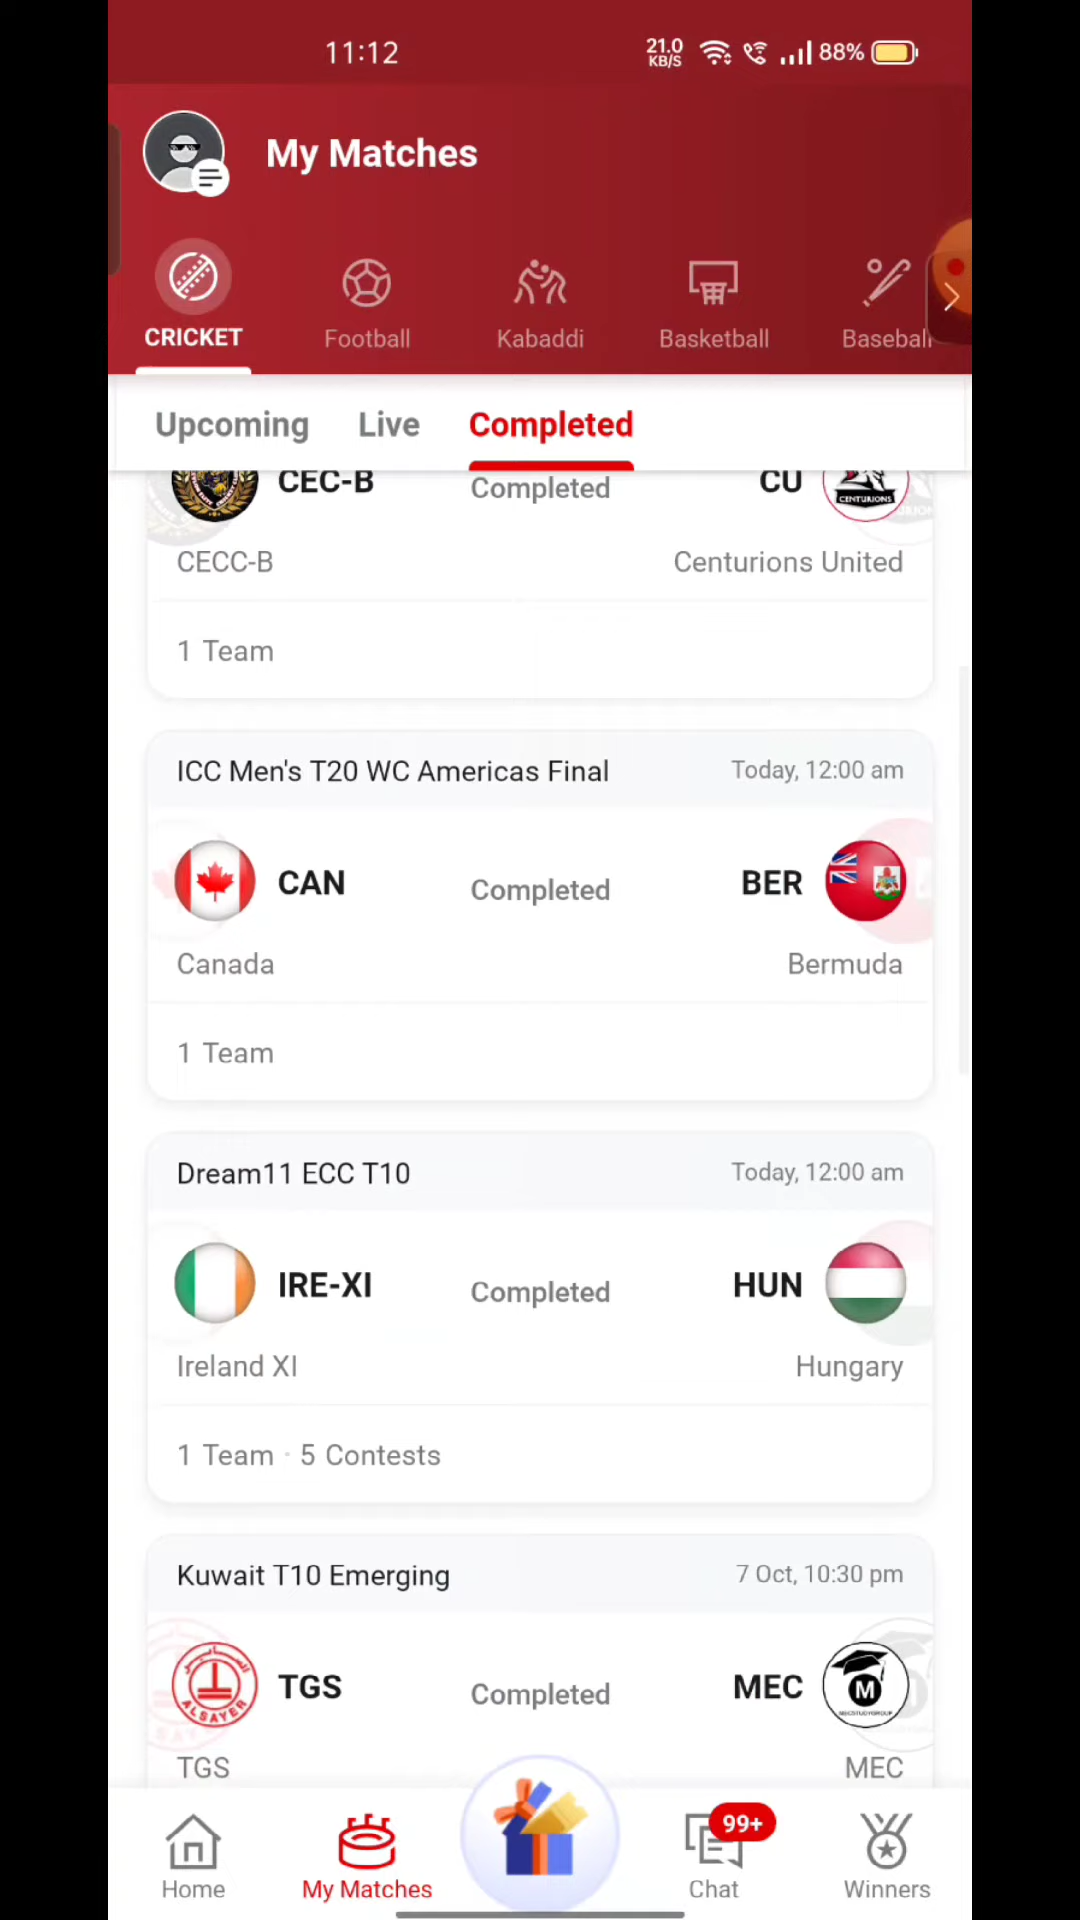 11:12
21.0
KB/S
88%
My Matches
CRICKET
Football
Kabaddi
Basketball
Baseball
Upcoming
Live
Completed
CEC-B
Completed
CU
CENTURIONS
CECC-B
Centurions United
1 Team
ICC Men's T20 WC Americas Final
Today, 12:00 am
CAN
Completed
BER
Canada
Bermuda
1 Team
Dream11 ECC T10
Today, 12:00 am
IRE-XI
Completed
HUN
Ireland XI
Hungary
1 Team · 5 Contests
Kuwait T10 Emerging
7 Oct, 10:30 pm
السایر
ALSAYER
TGS
Completed
MEC
M
TGS
MEC
99+
Home
My Matches
Chat
Winners